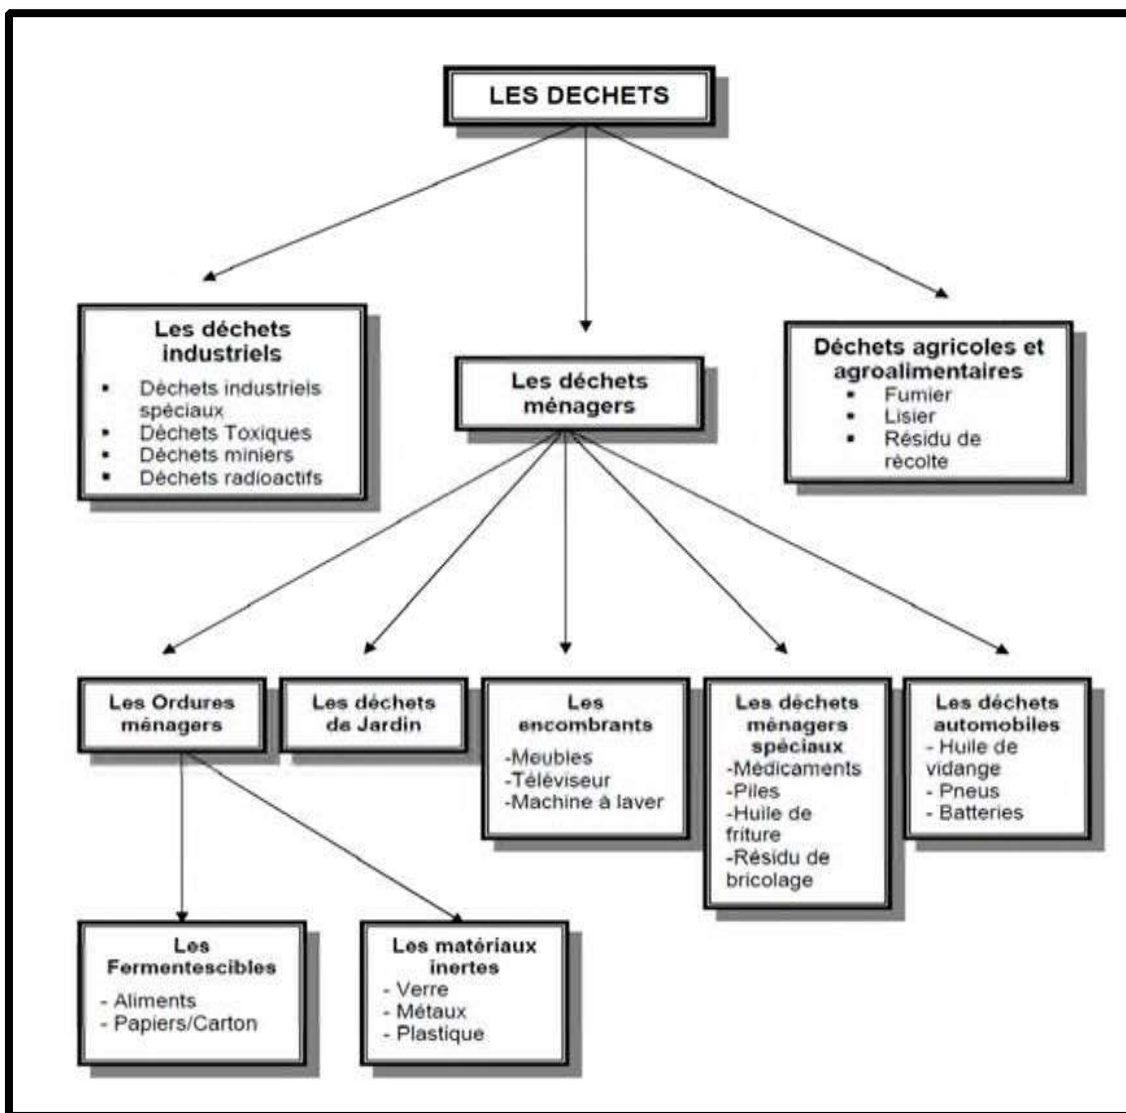 LES DECHETS
Les déchets
industriels
▪ Déchets industriels
spéciaux
▪ Déchets Toxiques
▪ Déchets miniers
▪ Déchets radioactifs
Les déchets
ménagers
Déchets agricoles et
agroalimentaires
▪ Fumier
▪ Lisier
▪ Résidu de
récolte
Les Ordures
ménagers
Les déchets
de Jardin
Les
encombrants
-Meubles
-Téléviseur
-Machine à laver
Les déchets
ménagers
spéciaux
-Médicaments
-Piles
-Huile de
friture
-Résidu de
bricolage
Les déchets
automobiles
- Huile de
vidange
- Pneus
- Batteries
Les
Fermentescibles
- Aliments
- Papiers/Carton
Les matériaux
inertes
- Verre
- Métaux
- Plastique